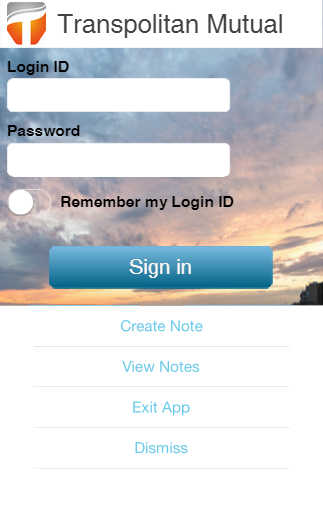 Transpolitan Mutual
Login ID
Password
Remember my Login ID
Sign in
Create Note
View Notes
Exit App
Dismiss